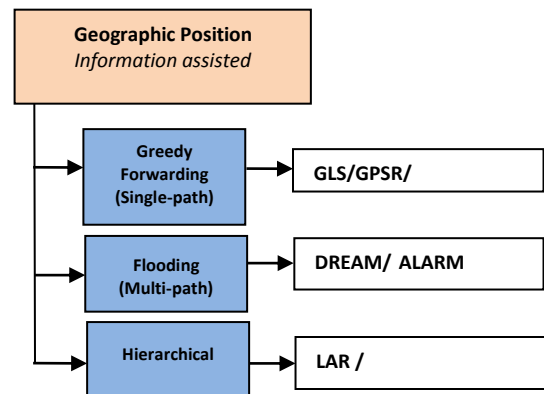 Geographic Position
Information assisted
Greedy
Forwarding
(Single-path)
GLS/GPSR/
Flooding
(Multi-path)
DREAM/ ALARM
Hierarchical
LAR /